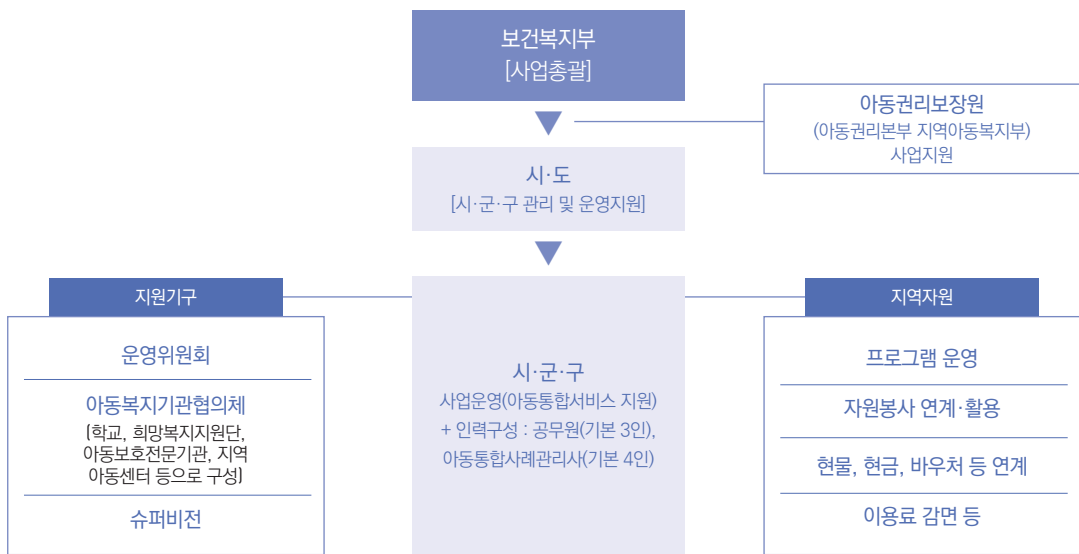 보건복지부
[사업총괄]
아동권리보장원
(아동권리본부 지역아동복지부)
사업지원
시·도
[시·군·구 관리 및 운영지원]
지원기구
운영위원회
아동복지기관협의체
(학교, 희망복지지원단,
아동보호전문기관, 지역
아동센터 등으로 구성)
슈퍼비전
시·군·구
사업운영(아동통합서비스 지원)
+ 인력구성 : 공무원(기본 3인),
아동통합사례관리사(기본 4인)
지역자원
프로그램 운영
자원봉사 연계·활용
현물, 현금, 바우처 등 연계
이용료 감면 등